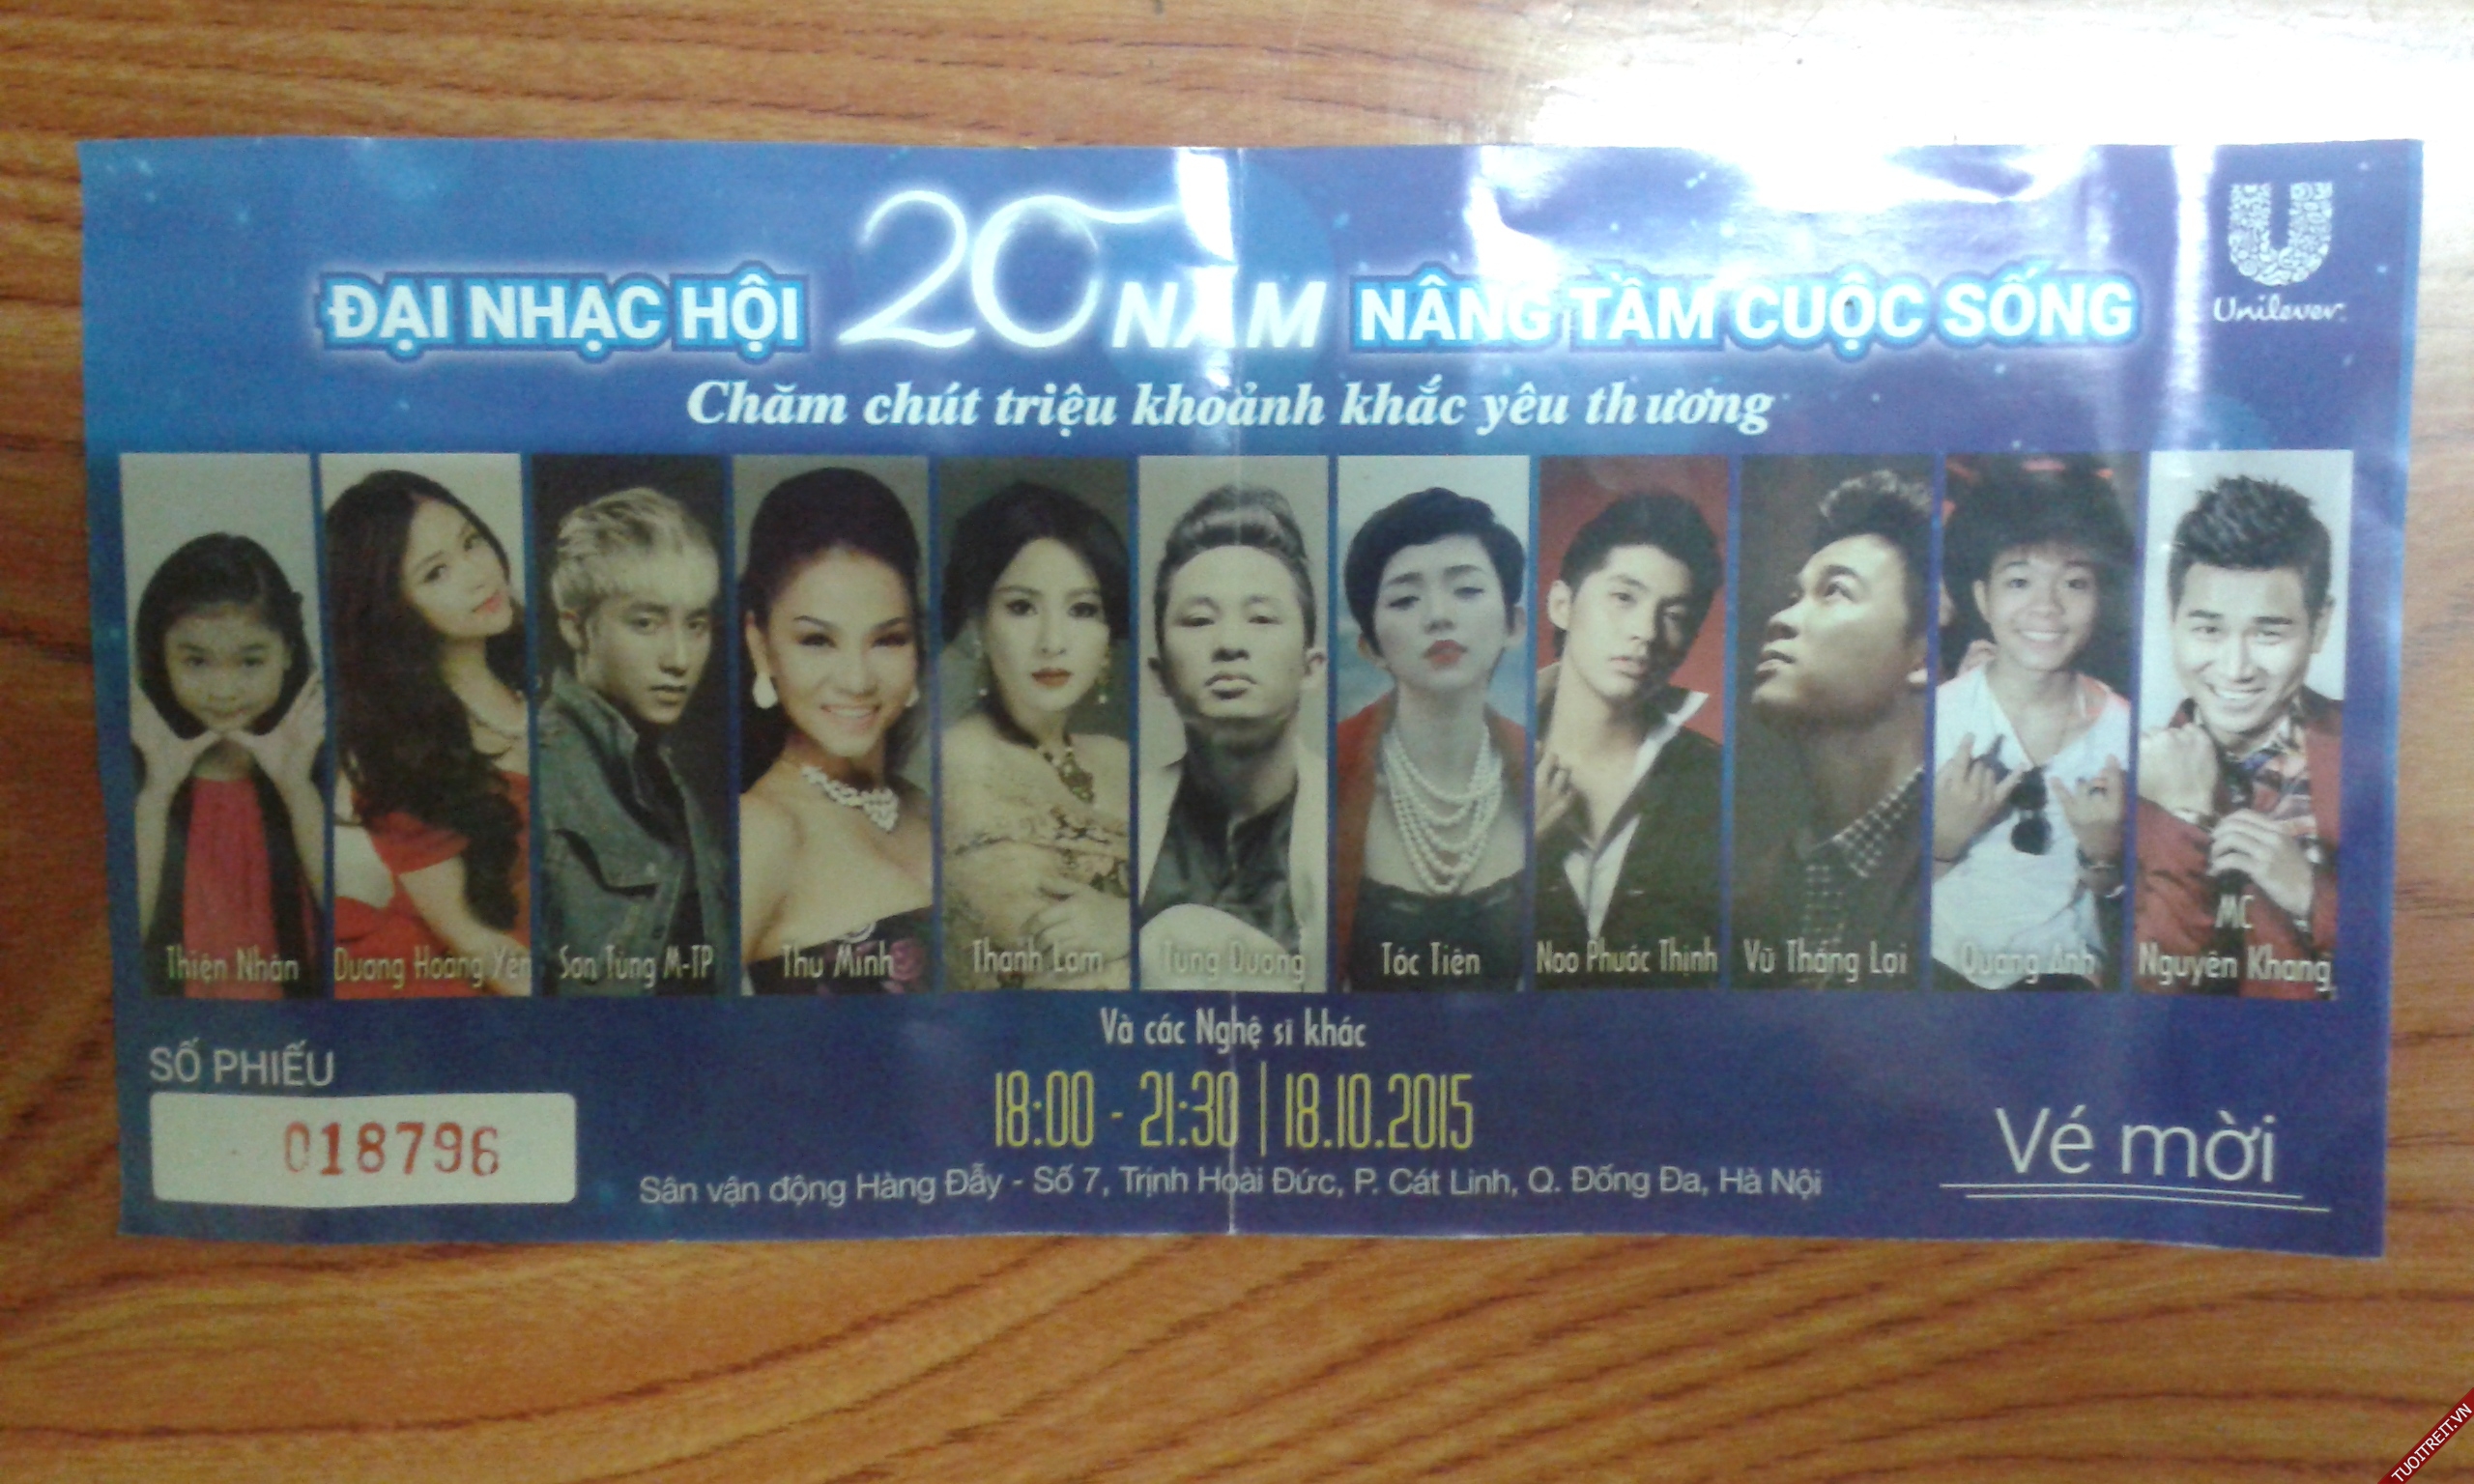 ĐẠI NHẠC HỘI 20 NĂM NÂNG TẦM CUỘC SỐNG
Unilever
Chăm chút triệu khoảnh khắc yêu thương
Thiện Nhân
Dương Hoàng Yến
Sơn Tùng M-TP
Thu Minh
Thanh Lam
Tùng Dương
Tóc Tiên
Noo Phước Thịnh
Vũ Thắng Lợi
Quang Anh
MC
Nguyên Khang
Và các Nghệ sĩ khác
SỐ PHIẾU
018796
18:00 - 21:30 | 18.10.2015
Sân vận động Hàng Đẫy - Số 7, Trịnh Hoài Đức, P. Cát Linh, Q. Đống Đa, Hà Nội
Vé mời
TUOITREIT.VN